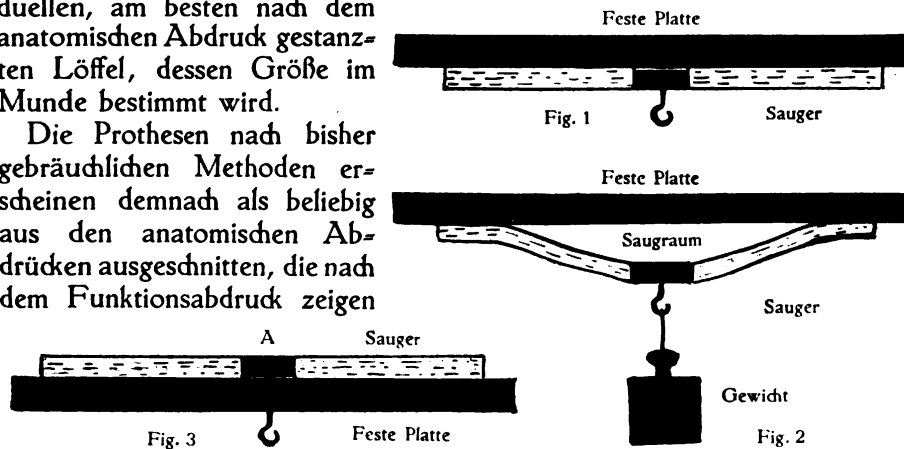 duellen, am besten nach dem
anatomischen Abdruck gestanz=
ten Löffel, dessen Größe im
Munde bestimmt wird.
Die Prothesen nach bisher
gebräuchlichen Methoden er=
scheinen demnach als beliebig
aus den anatomischen Ab=
drücken ausgeschnitten, die nach
dem Funktionsabdruck zeigen
Feste Platte
Fig. 1
Sauger
Feste Platte
Saugraum
Sauger
Gewicht
Fig. 2
A
Sauger
Fig. 3
Feste Platte